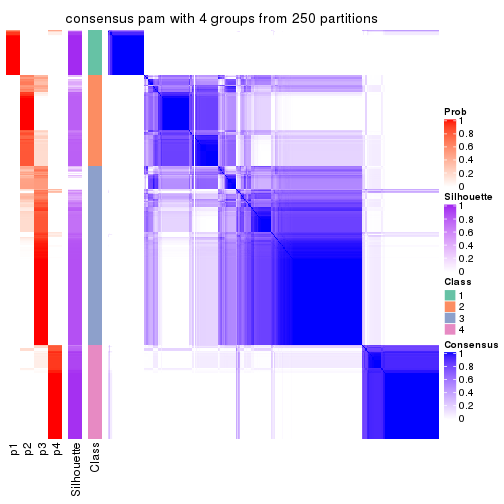 consensus pam with 4 groups from 250 partitions
Prob
1
0.8
0.6
0.4
0.2
0
Silhouette
1
0.8
0.6
0.4
0.2
0
Class
1
2
3
4
Consensus
1
0.8
0.6
0.4
0.2
0
p1
p2
p3
p4
Silhouette
Class